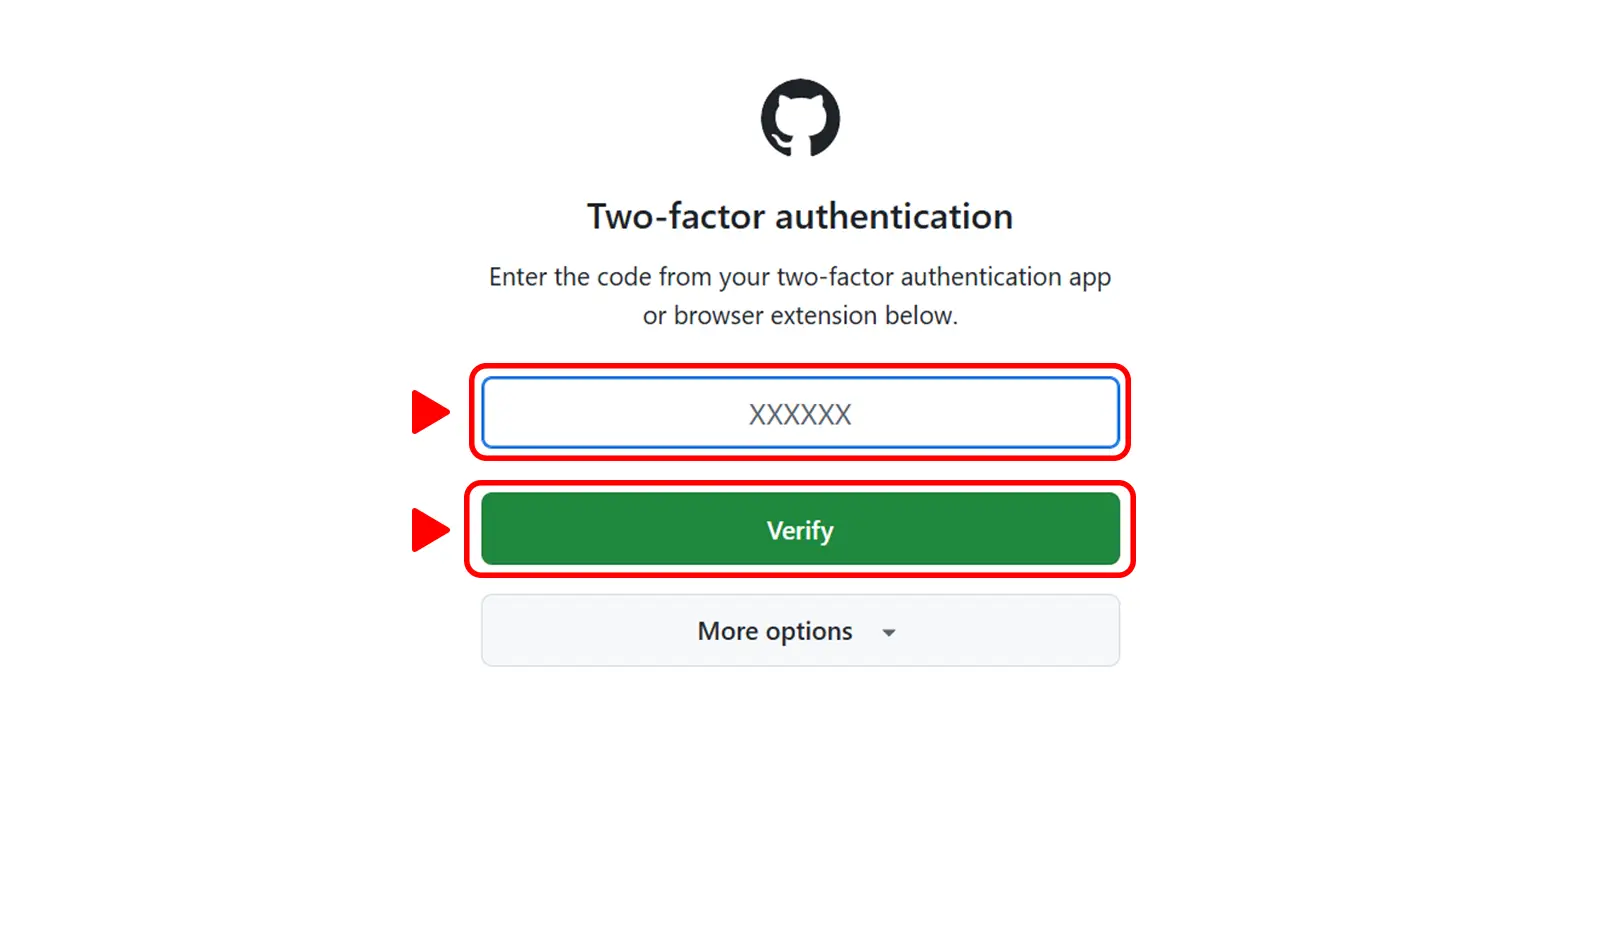 Two-factor authentication
Enter the code from your two-factor authentication app
or browser extension below.
XXXXXX
Verify
More options